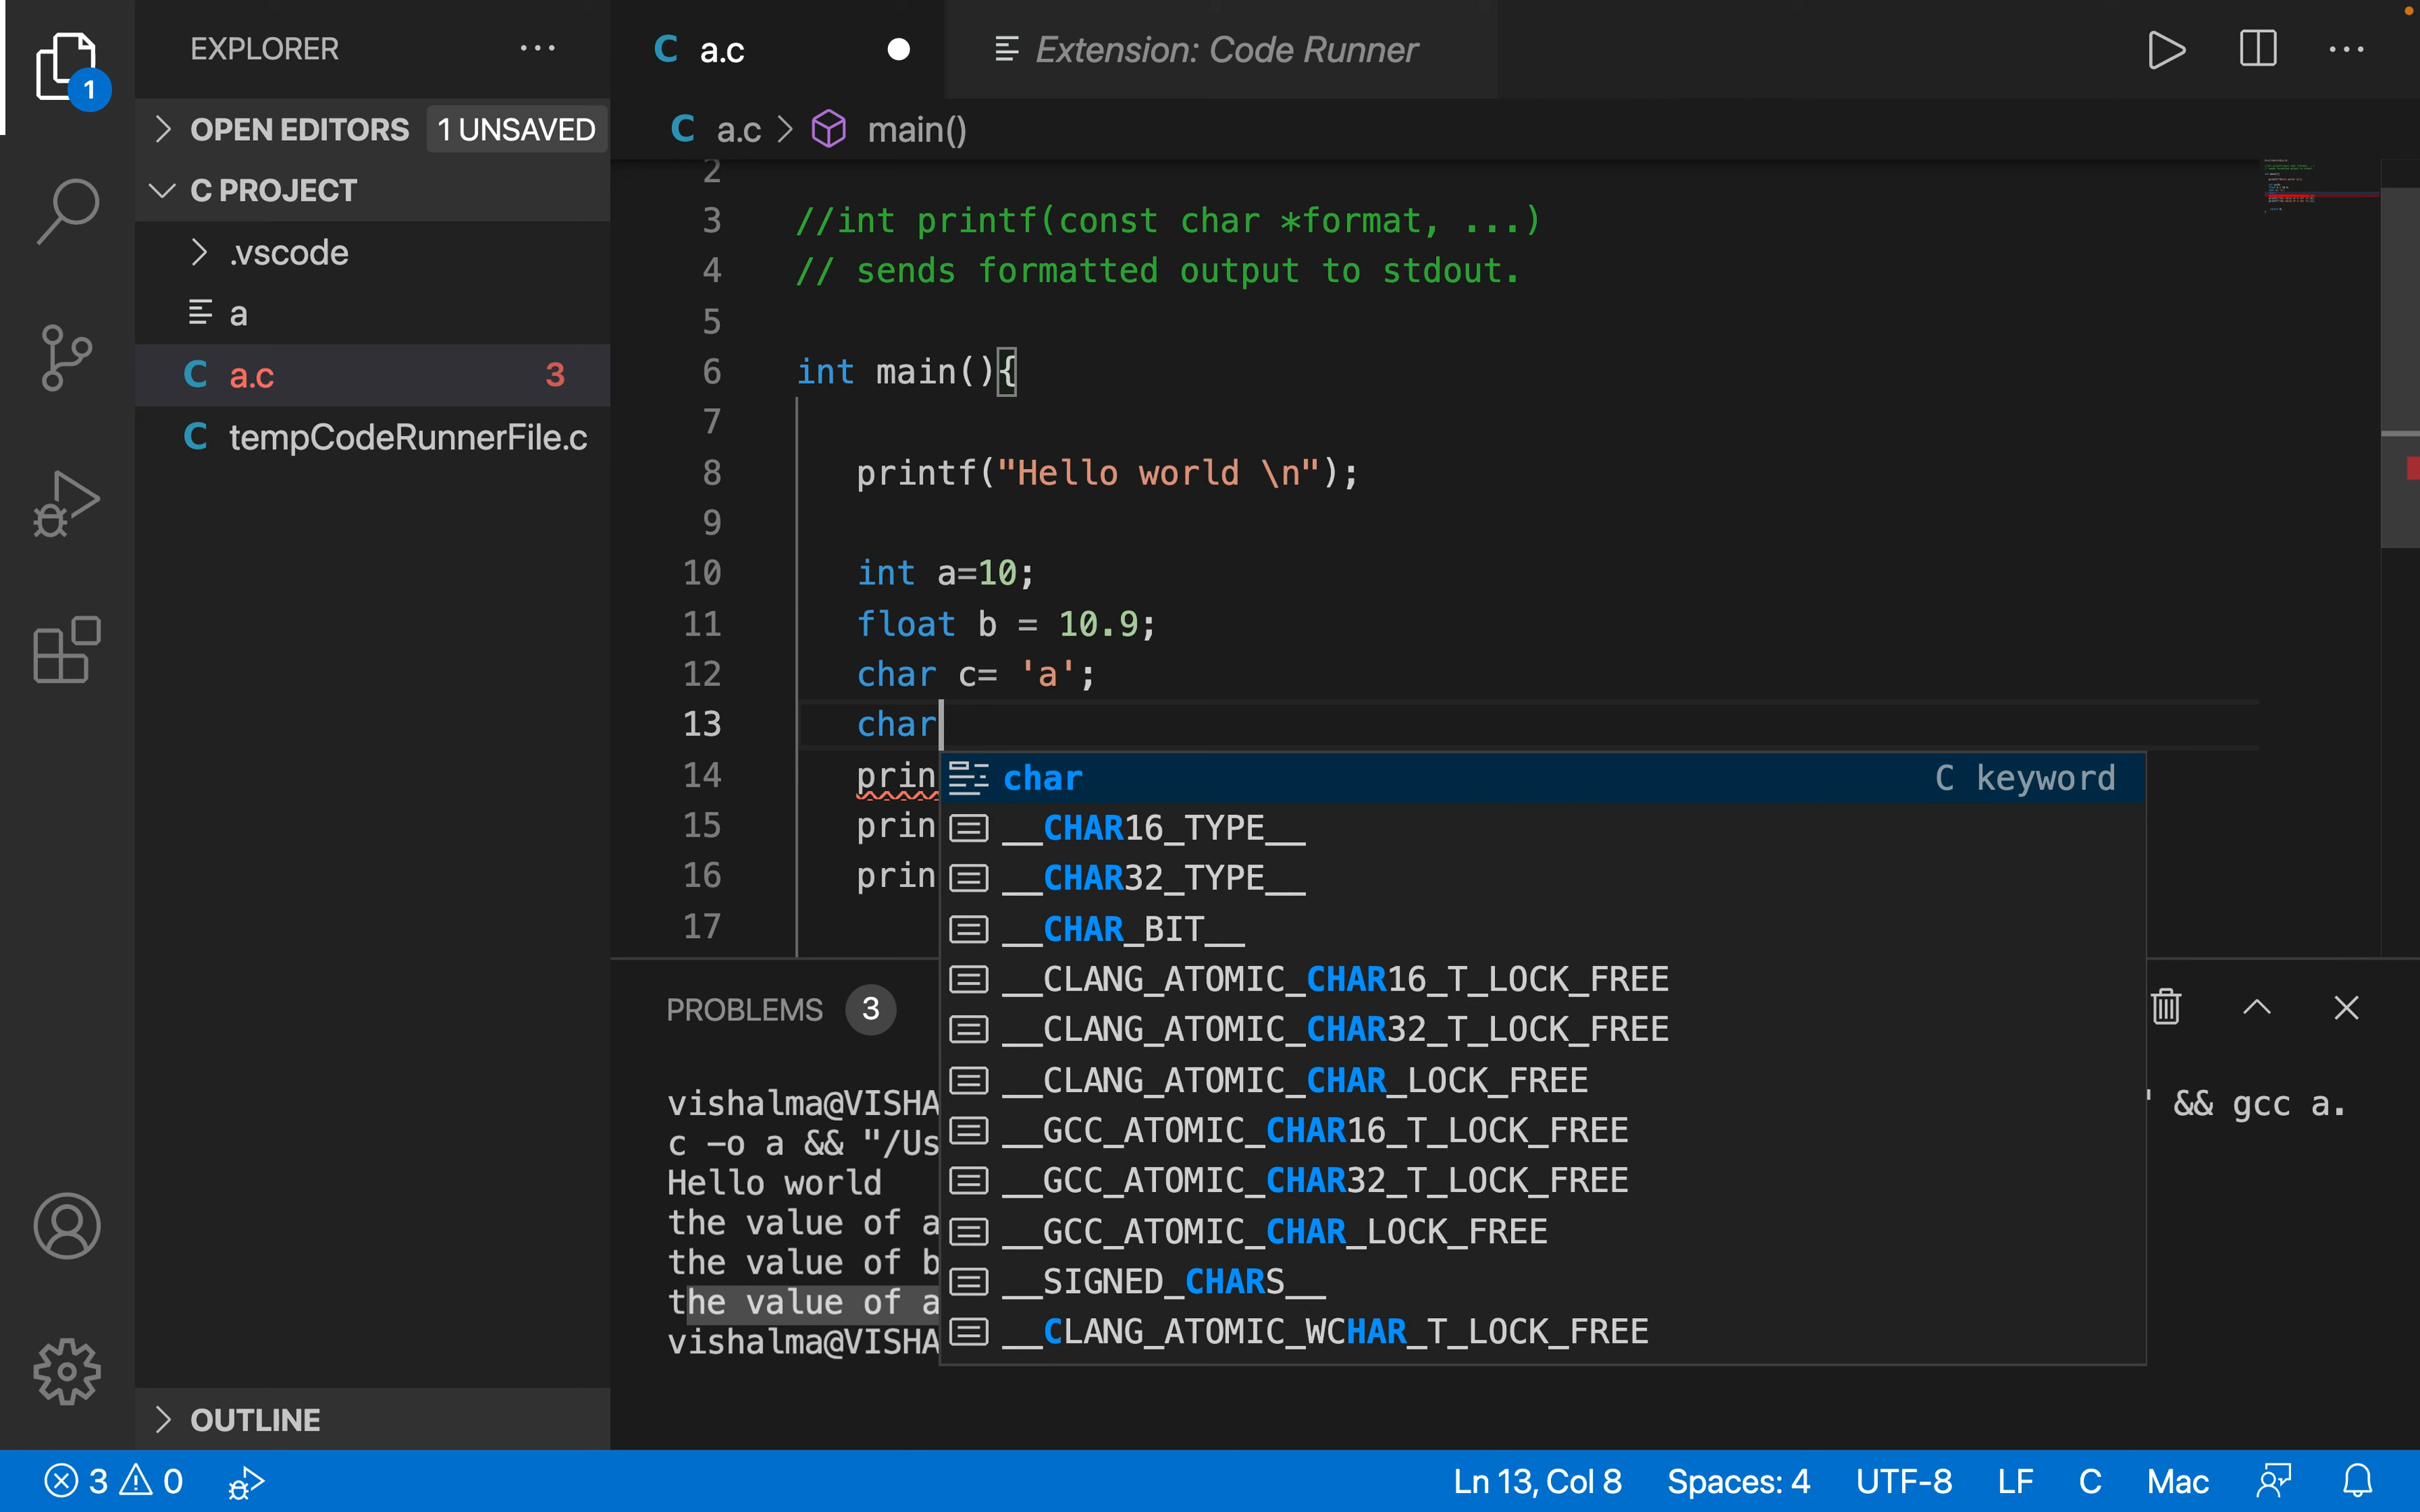 EXPLORER
1
OPEN EDITORS 1 UNSAVED
C PROJECT
.vscode
a
C a.c 3
C tempCodeRunnerFile.c
OUTLINE
C a.c
Extension: Code Runner
C a.c > main()
2
3 //int printf(const char *format, ...)
4 // sends formatted output to stdout.
5
6 int main(){
7
8 printf("Hello world \n");
9
10 int a=10;
11 float b = 10.9;
12 char c= 'a';
13 char
14 prin
15 prin
16 prin
17
char C keyword
__CHAR16_TYPE__
__CHAR32_TYPE__
__CHAR_BIT__
__CLANG_ATOMIC_CHAR16_T_LOCK_FREE
__CLANG_ATOMIC_CHAR32_T_LOCK_FREE
__CLANG_ATOMIC_CHAR_LOCK_FREE
__GCC_ATOMIC_CHAR16_T_LOCK_FREE
__GCC_ATOMIC_CHAR32_T_LOCK_FREE
__GCC_ATOMIC_CHAR_LOCK_FREE
__SIGNED_CHARS__
__CLANG_ATOMIC_WCHAR_T_LOCK_FREE
PROBLEMS 3
vishalma@VISHA " && gcc a.
c -o a && "/Us
Hello world
the value of a
the value of b
the value of a
vishalma@VISHA
3 0 Ln 13, Col 8 Spaces: 4 UTF-8 LF C Mac